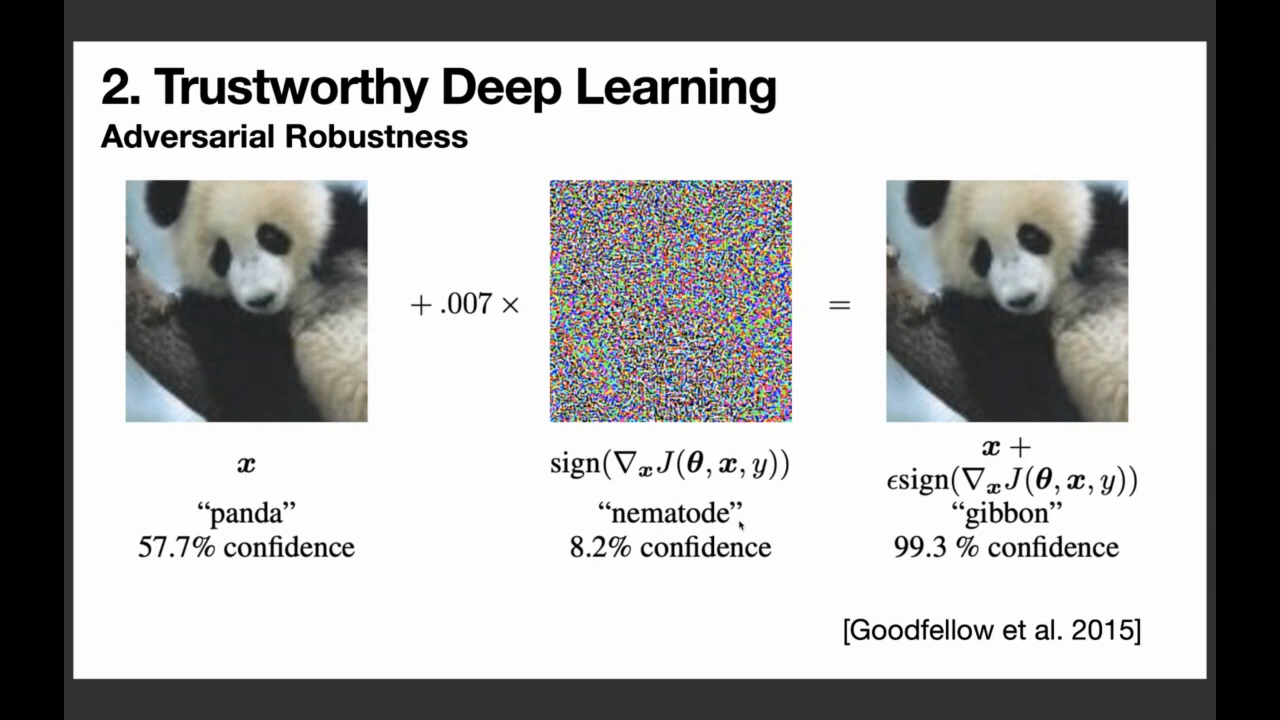 2. Trustworthy Deep Learning
Adversarial Robustness
+ .007 ×
=
x
sign(∇ₓJ(θ, x, y))
x +
ϵsign(∇ₓJ(θ, x, y))
“panda”
“nematode”
“gibbon”
57.7% confidence
8.2% confidence
99.3 % confidence
[Goodfellow et al. 2015]